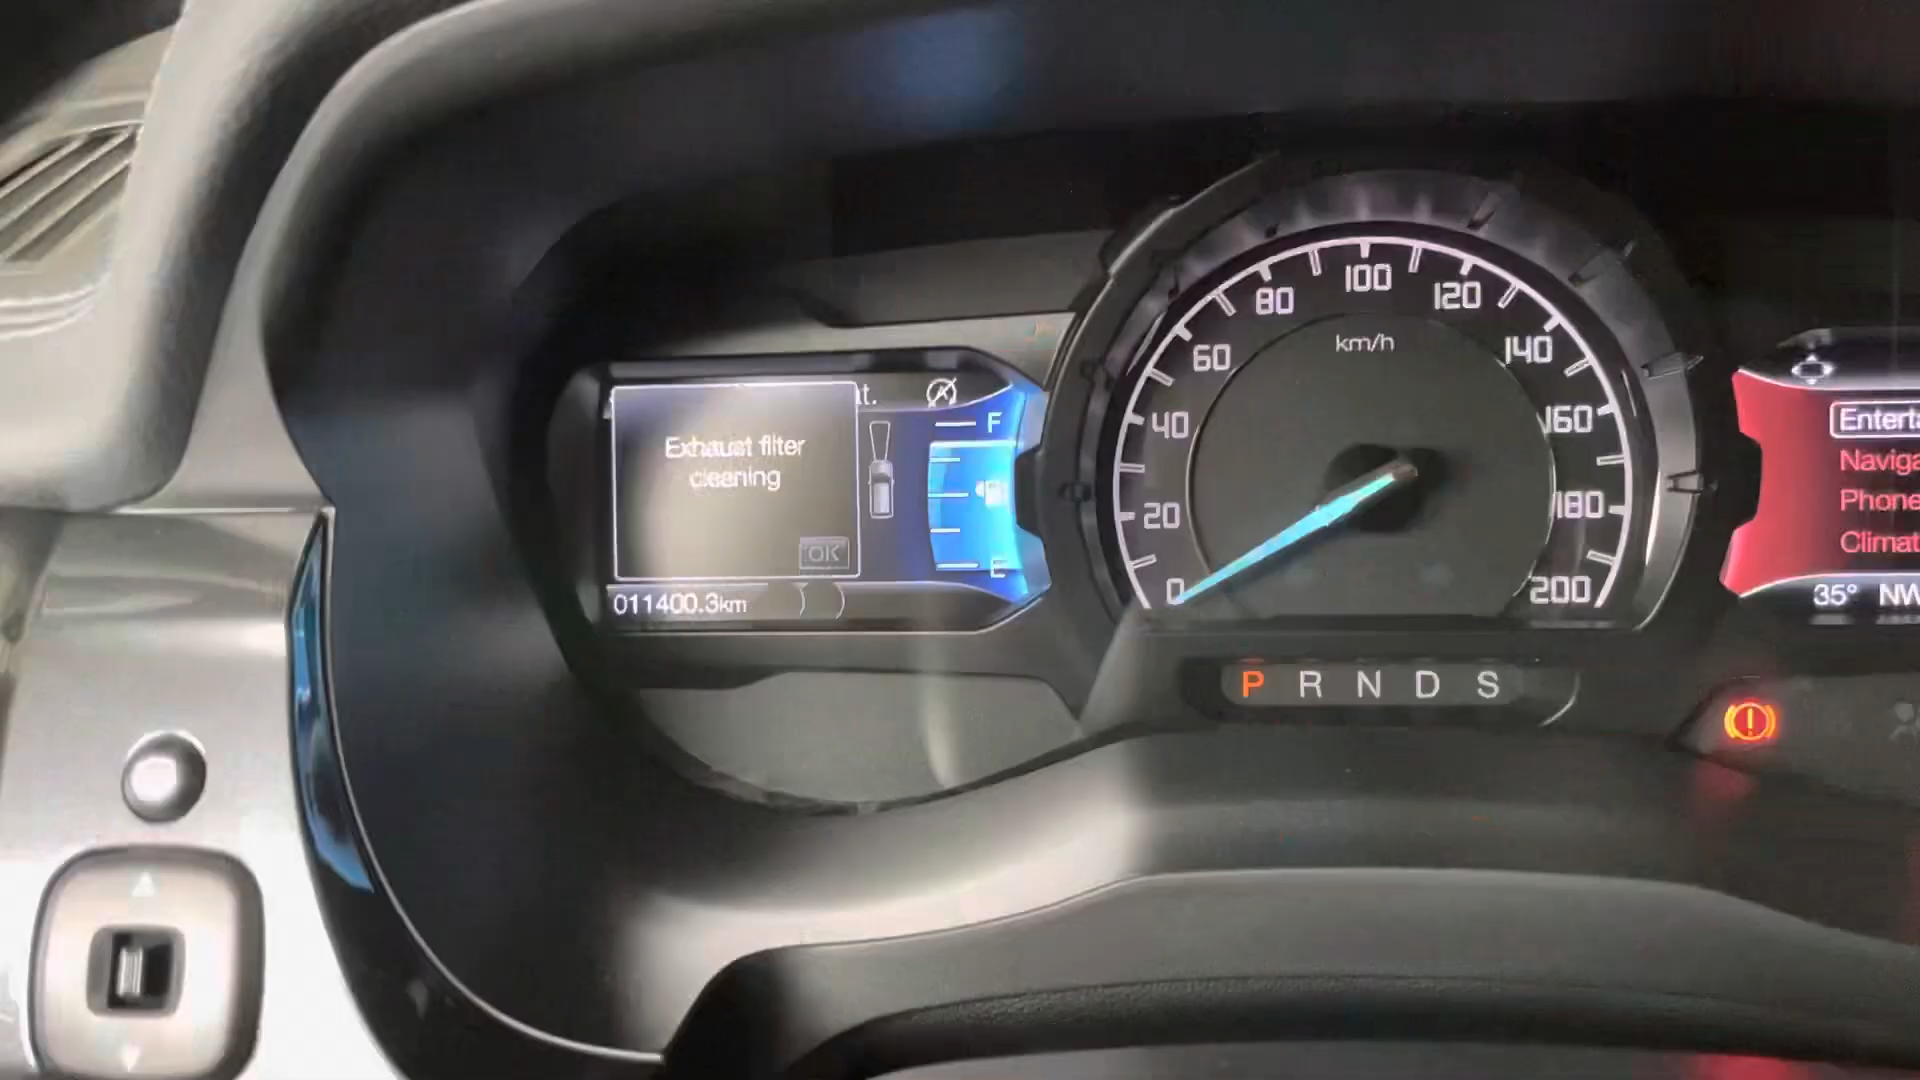 t.
Exhaust filter
cleaning
OK
011400.3km
F
E
0
20
40
60
80
100
120
140
160
180
200
km/h
P R N D S
Enterta
Naviga
Phone
Climat
35° NW